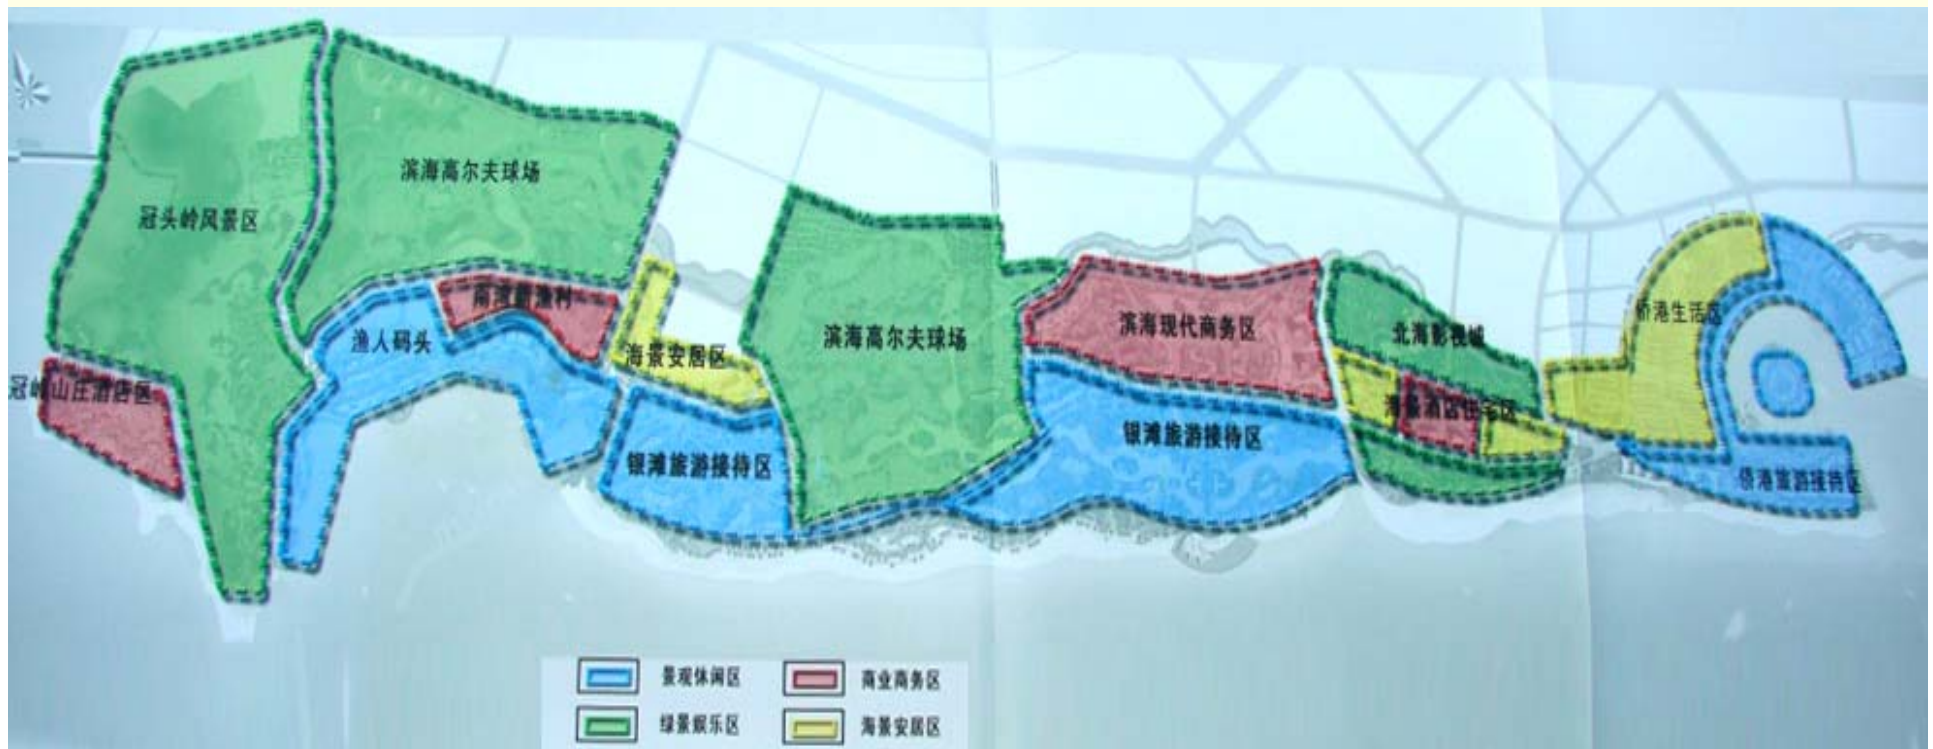 滨海高尔夫球场
冠头岭风景区
南湾新渔村
渔人码头
海景安居区
冠岭山庄酒店区
银滩旅游接待区
滨海高尔夫球场
滨海现代商务区
银滩旅游接待区
北海影视城
海景酒店住宅区
侨港生活区
侨港旅游接待区
景观休闲区
商业商务区
绿景娱乐区
海景安居区